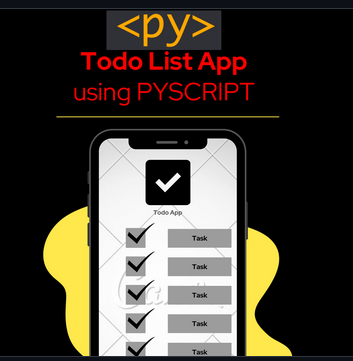 <py>
Todo List App
using PYSCRIPT
Todo App
Task
Task
Task
Task
Task